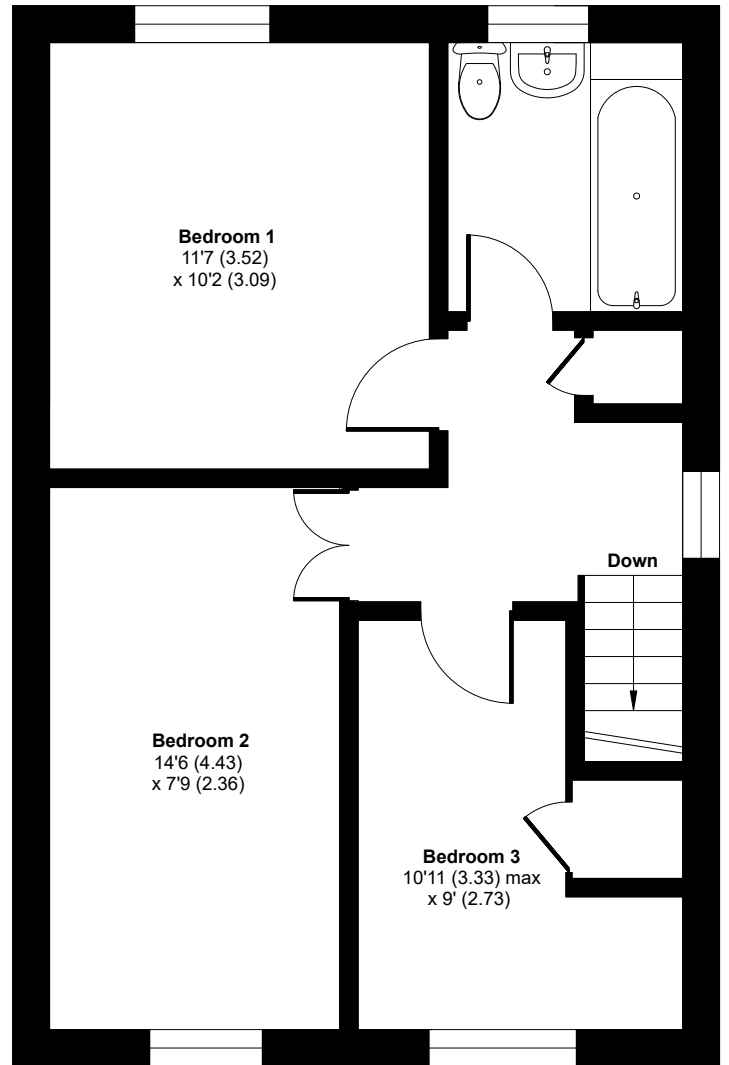 Bedroom 1
11'7 (3.52)
x 10'2 (3.09)
Down
Bedroom 2
14'6 (4.43)
x 7'9 (2.36)
Bedroom 3
10'11 (3.33) max
x 9' (2.73)